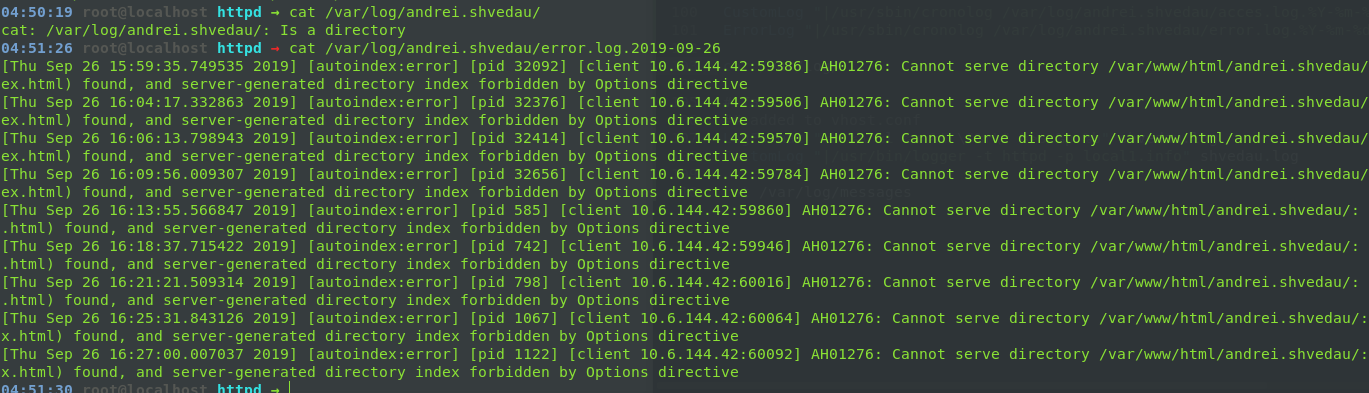 04:50:19 root@localhost httpd → cat /var/log/andrei.shvedau/
cat: /var/log/andrei.shvedau/: Is a directory
04:51:26 root@localhost httpd → cat /var/log/andrei.shvedau/error.log.2019-09-26
[Thu Sep 26 15:59:35.749535 2019] [autoindex:error] [pid 32092] [client 10.6.144.42:59386] AH01276: Cannot serve directory /var/www/html/andrei.shvedau/
ex.html) found, and server-generated directory index forbidden by Options directive
[Thu Sep 26 16:04:17.332863 2019] [autoindex:error] [pid 32376] [client 10.6.144.42:59506] AH01276: Cannot serve directory /var/www/html/andrei.shvedau/
ex.html) found, and server-generated directory index forbidden by Options directive
[Thu Sep 26 16:06:13.798943 2019] [autoindex:error] [pid 32414] [client 10.6.144.42:59570] AH01276: Cannot serve directory /var/www/html/andrei.shvedau/
ex.html) found, and server-generated directory index forbidden by Options directive
[Thu Sep 26 16:09:56.009307 2019] [autoindex:error] [pid 32656] [client 10.6.144.42:59784] AH01276: Cannot serve directory /var/www/html/andrei.shvedau/
ex.html) found, and server-generated directory index forbidden by Options directive
[Thu Sep 26 16:13:55.566847 2019] [autoindex:error] [pid 585] [client 10.6.144.42:59860] AH01276: Cannot serve directory /var/www/html/andrei.shvedau/:
.html) found, and server-generated directory index forbidden by Options directive
[Thu Sep 26 16:18:37.715422 2019] [autoindex:error] [pid 742] [client 10.6.144.42:59946] AH01276: Cannot serve directory /var/www/html/andrei.shvedau/:
.html) found, and server-generated directory index forbidden by Options directive
[Thu Sep 26 16:21:21.509314 2019] [autoindex:error] [pid 798] [client 10.6.144.42:60016] AH01276: Cannot serve directory /var/www/html/andrei.shvedau/:
.html) found, and server-generated directory index forbidden by Options directive
[Thu Sep 26 16:25:31.843126 2019] [autoindex:error] [pid 1067] [client 10.6.144.42:60064] AH01276: Cannot serve directory /var/www/html/andrei.shvedau/:
x.html) found, and server-generated directory index forbidden by Options directive
[Thu Sep 26 16:27:00.007037 2019] [autoindex:error] [pid 1122] [client 10.6.144.42:60092] AH01276: Cannot serve directory /var/www/html/andrei.shvedau/:
x.html) found, and server-generated directory index forbidden by Options directive
04:51:30 root@localhost httpd →